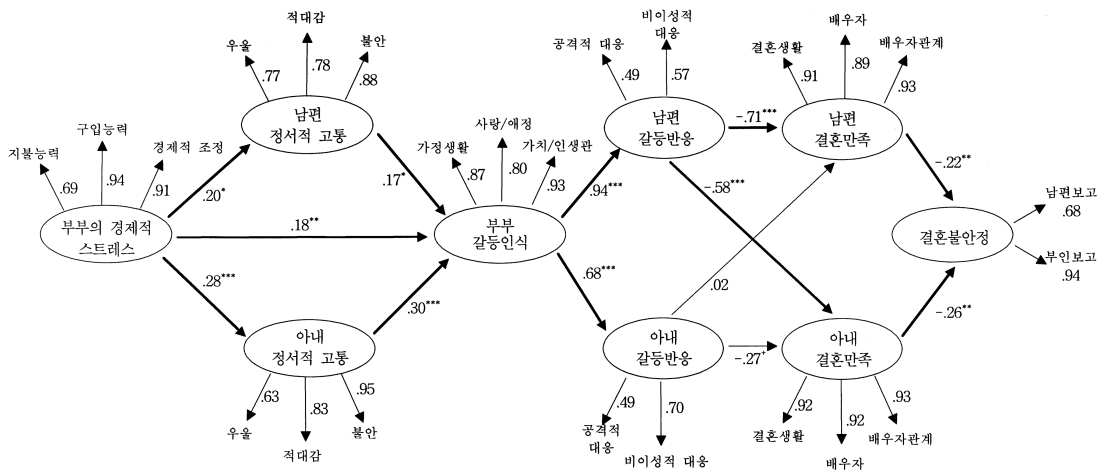 적대감
우울
불안
.77
.78
.88
남편
정서적 고통
비이성적
대응
공격적 대응
.49
.57
남편
갈등반응
배우자
결혼생활
배우자관계
.91
.89
.93
남편
결혼만족
구입능력
지불능력
경제적 조정
.69
.94
.91
부부의 경제적
스트레스
.20*
.17*
.18**
.28***
.30***
사랑/애정
가정생활
가치/인생관
.87
.80
.93
부부
갈등인식
.94***
.68***
-.71***
-.58***
.02
-.27+
-.22**
-.26**
결혼불안정
남편보고
.68
부인보고
.94
아내
정서적 고통
.63
.83
.95
우울
적대감
불안
아내
갈등반응
.49
.70
공격적
대응
비이성적 대응
아내
결혼만족
.92
.92
.93
결혼생활
배우자
배우자관계